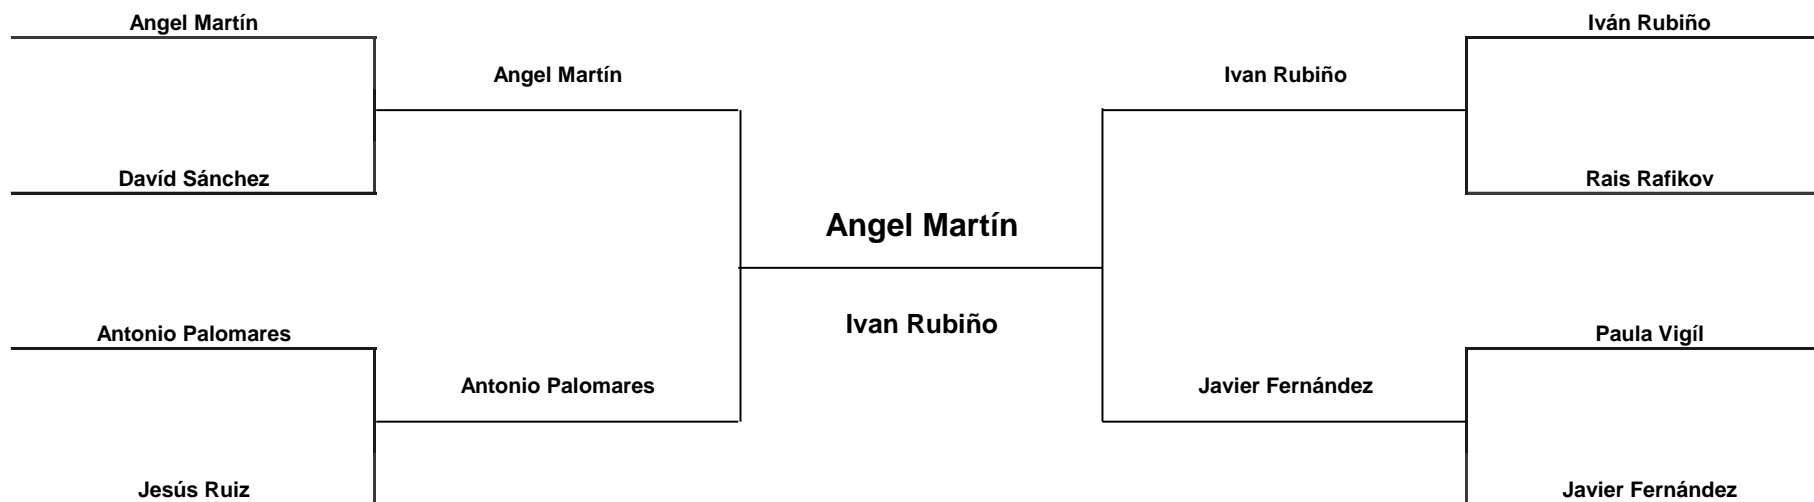 Angel Martín
Iván Rubiño
Angel Martín
Ivan Rubiño
Davíd Sánchez
Rais Rafikov
Angel Martín
Ivan Rubiño
Antonio Palomares
Paula Vigíl
Antonio Palomares
Javier Fernández
Jesús Ruiz
Javier Fernández